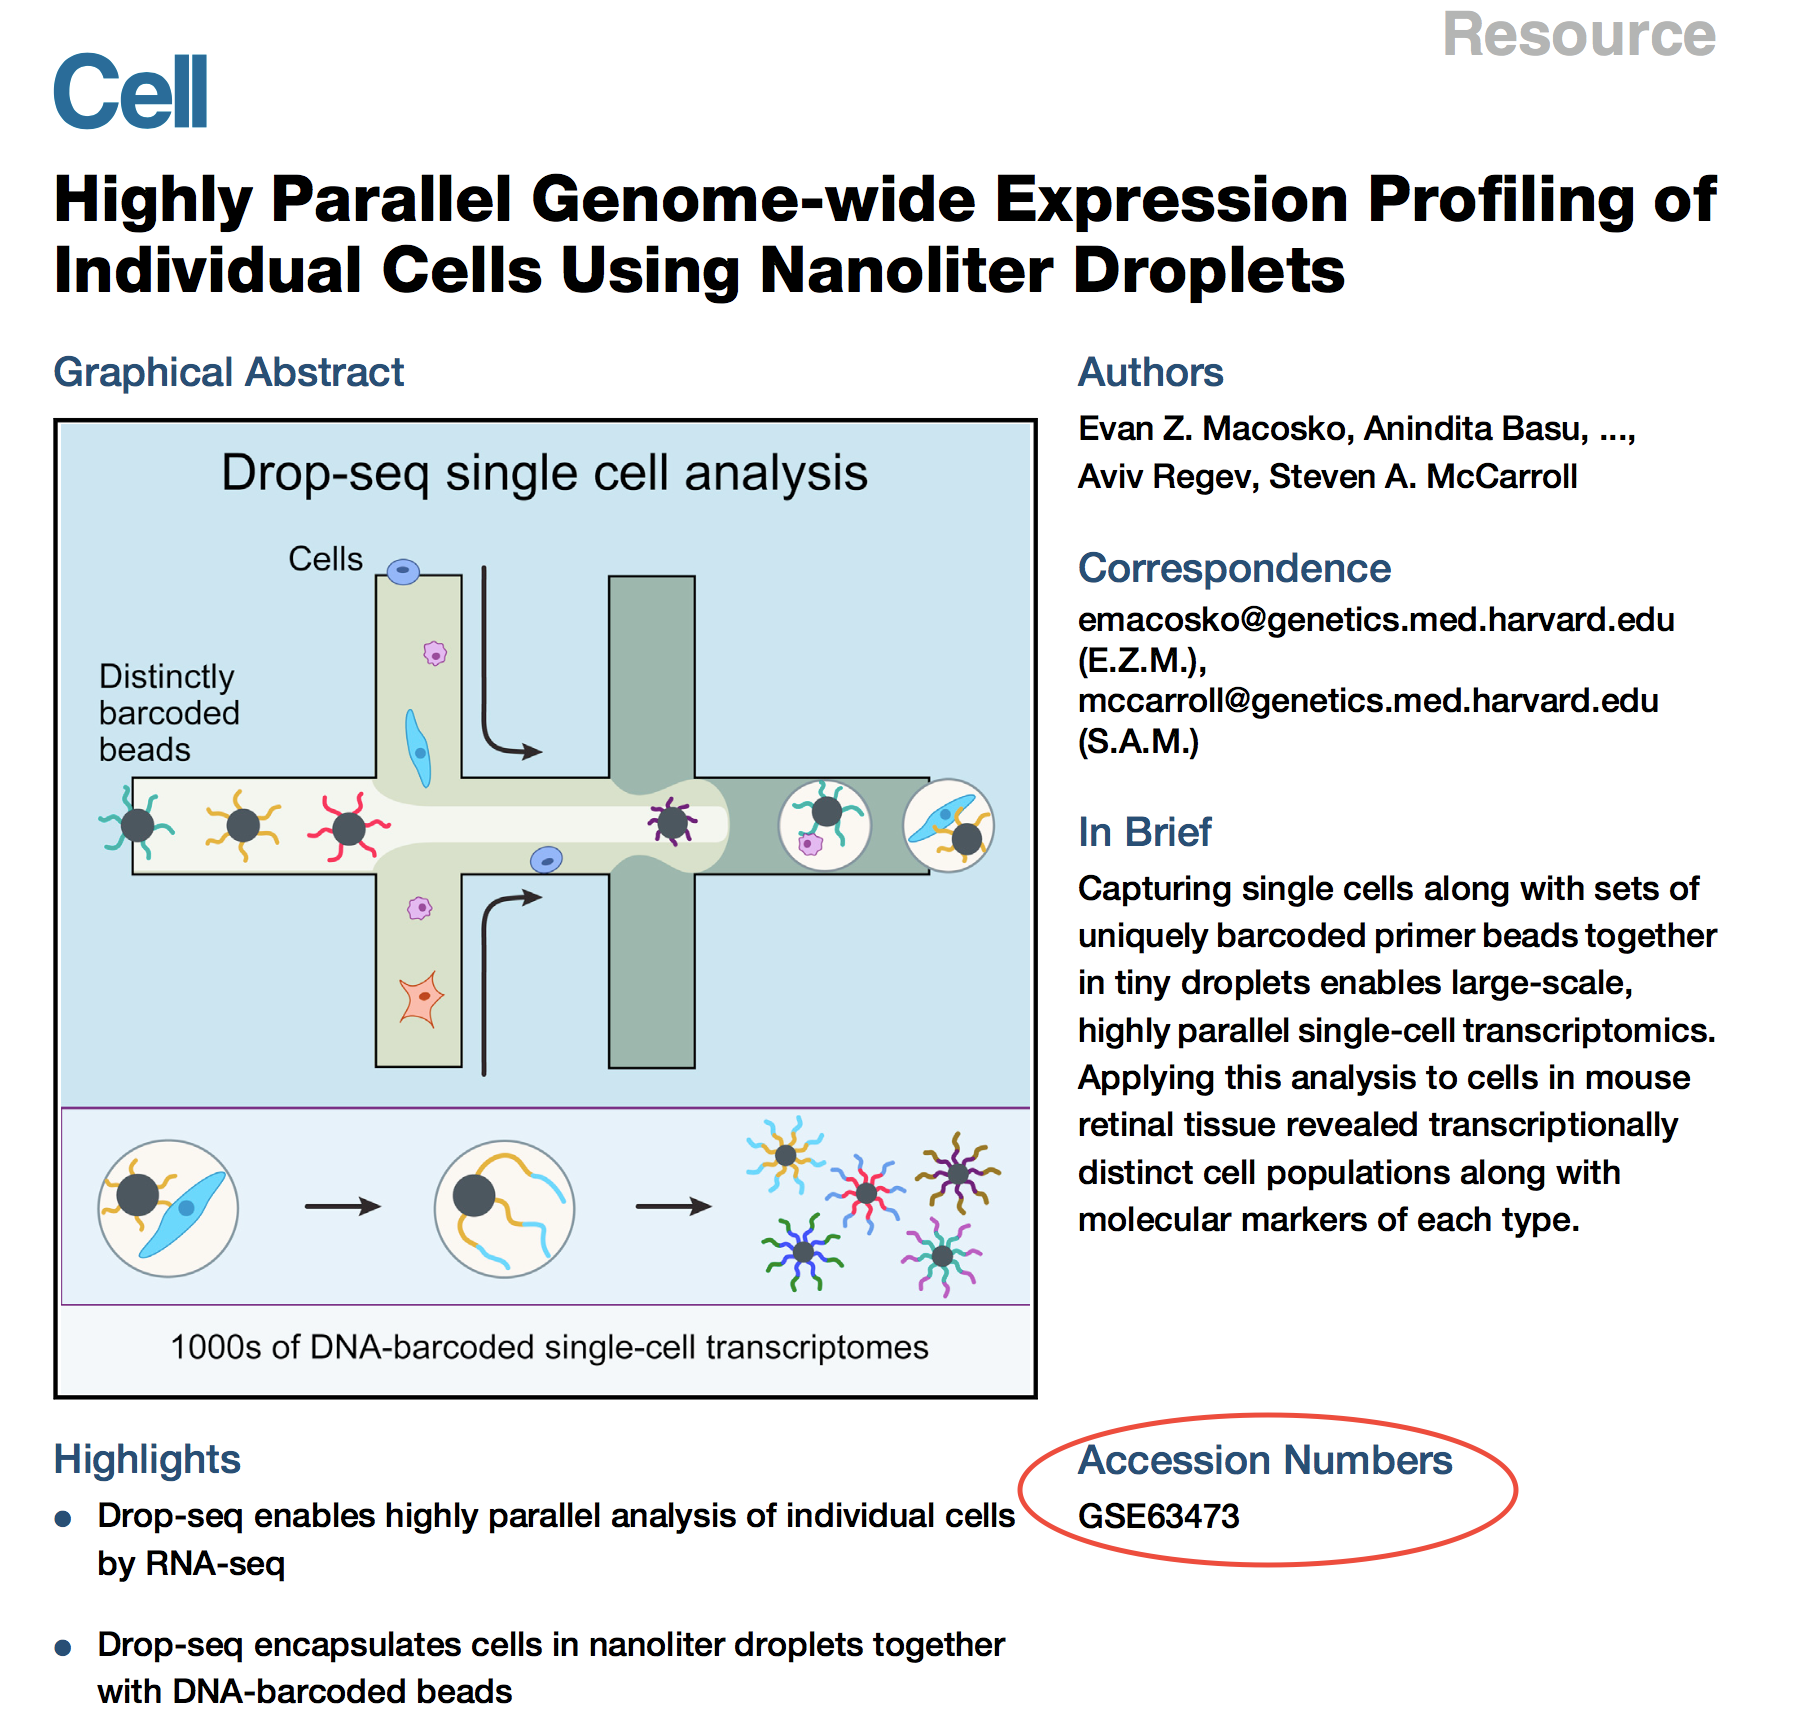 Resource
Cell
Highly Parallel Genome-wide Expression Profiling of
Individual Cells Using Nanoliter Droplets
Graphical Abstract
Drop-seq single cell analysis
Cells
Distinctly
barcoded
beads
1000s of DNA-barcoded single-cell transcriptomes
Authors
Evan Z. Macosko, Anindita Basu, ...,
Aviv Regev, Steven A. McCarroll
Correspondence
emacosko@genetics.med.harvard.edu
(E.Z.M.),
mccarroll@genetics.med.harvard.edu
(S.A.M.)
In Brief
Capturing single cells along with sets of
uniquely barcoded primer beads together
in tiny droplets enables large-scale,
highly parallel single-cell transcriptomics.
Applying this analysis to cells in mouse
retinal tissue revealed transcriptionally
distinct cell populations along with
molecular markers of each type.
Highlights
• Drop-seq enables highly parallel analysis of individual cells
by RNA-seq
• Drop-seq encapsulates cells in nanoliter droplets together
with DNA-barcoded beads
Accession Numbers
GSE63473